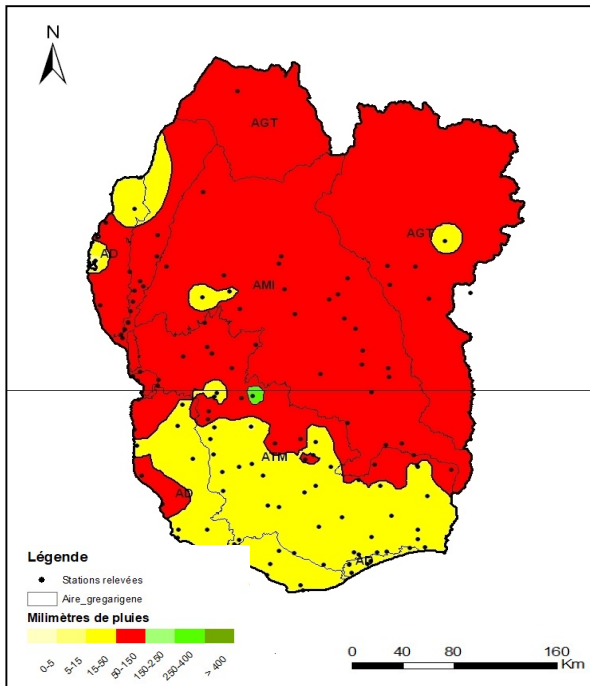 N
AGT
AGT
AD
AMI
ATM
AD
AD
Légende
Stations relevées
Aire_gregarigene
Milimètres de pluies
0-5
5-15
15-50
50-150
150-250
250-400
> 400
0 40 80 160
Km